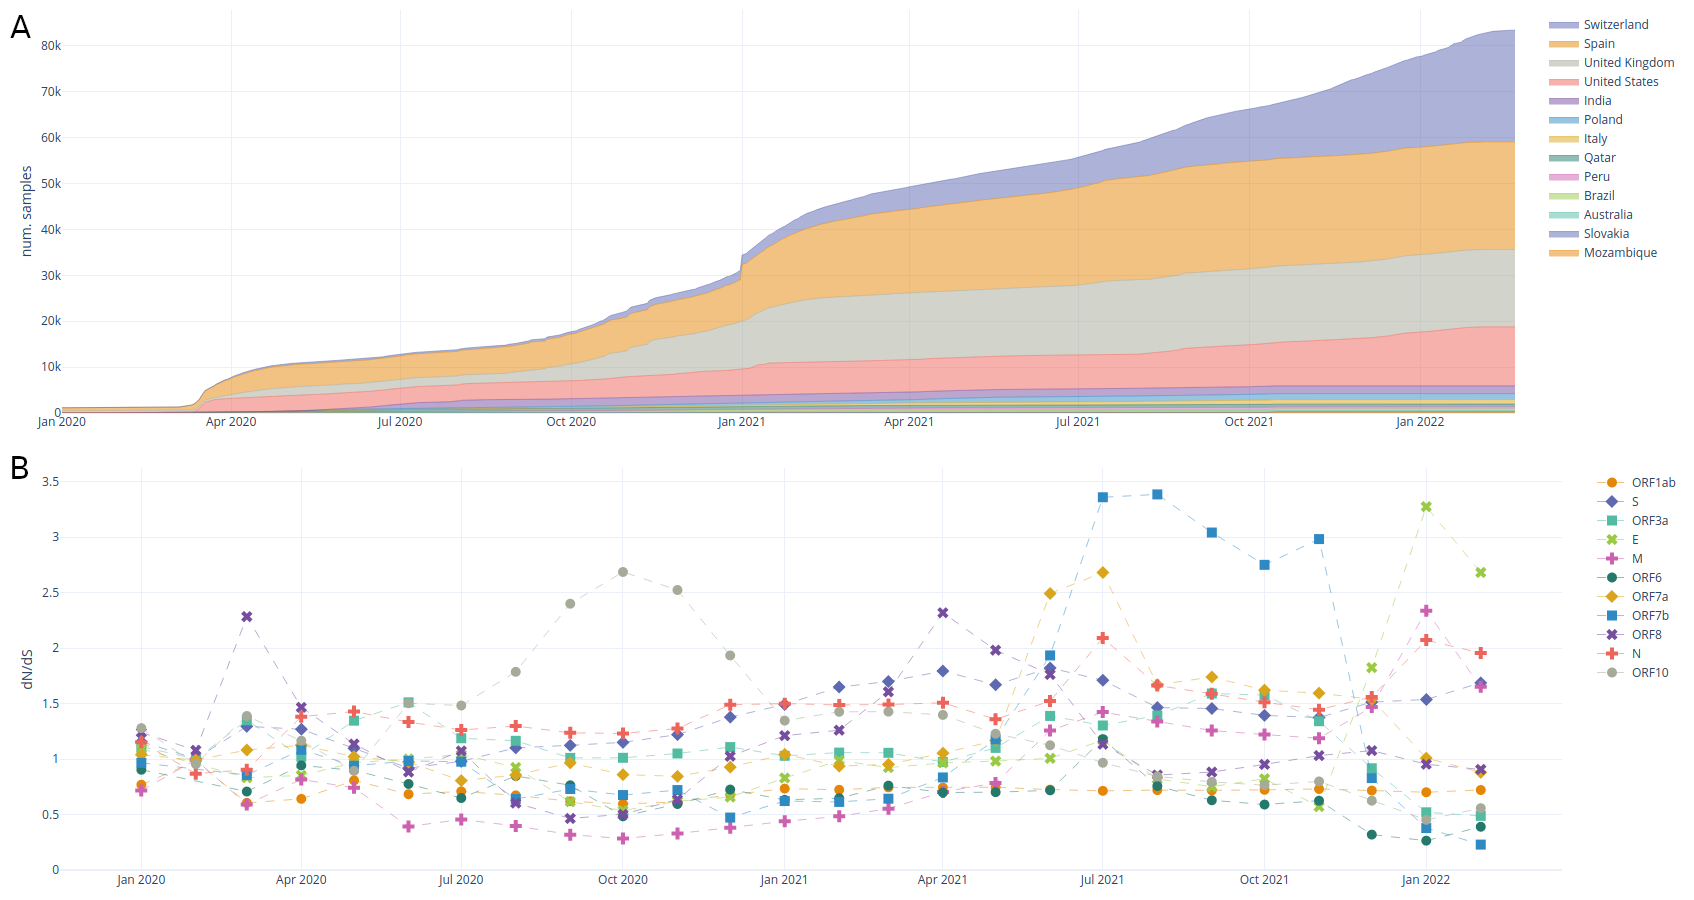 A
80k
70k
60k
50k
40k
30k
20k
10k
0
num. samples
Jan 2020 Apr 2020 Jul 2020 Oct 2020 Jan 2021 Apr 2021 Jul 2021 Oct 2021 Jan 2022
Switzerland
Spain
United Kingdom
United States
India
Poland
Italy
Qatar
Peru
Brazil
Australia
Slovakia
Mozambique
B
3.5
3
2.5
2
1.5
1
0.5
0
dN/dS
Jan 2020 Apr 2020 Jul 2020 Oct 2020 Jan 2021 Apr 2021 Jul 2021 Oct 2021 Jan 2022
ORF1ab
S
ORF3a
E
M
ORF6
ORF7a
ORF7b
ORF8
N
ORF10